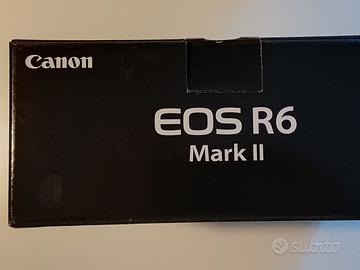 Canon
EOS R6
Mark II
subito